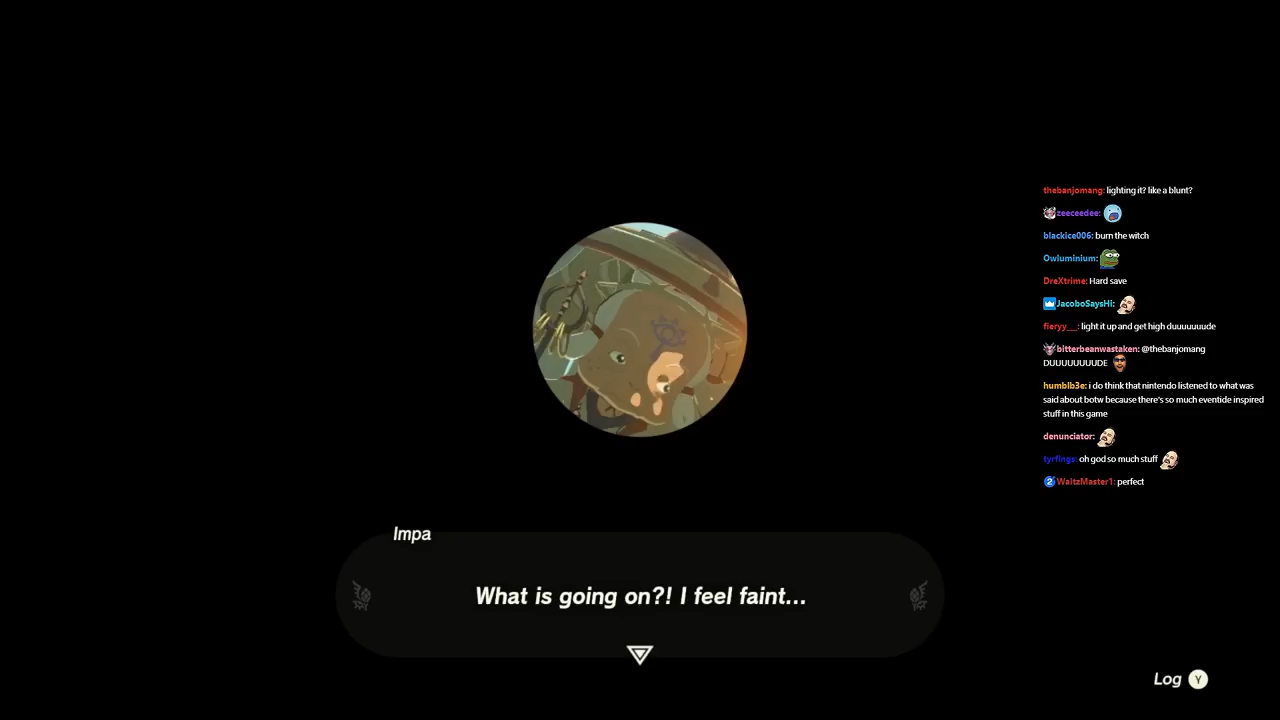 thebanjomang: lighting it? like a blunt?
zeeceedee:
blackice006: burn the witch
Owluminium:
DreXtrime: Hard save
JacoboSaysHi:
fieryy__: light it up and get high duuuuuuude
bitterbeanwastaken: @thebanjomang
DUUUUUUUUDE
humblb3e: i do think that nintendo listened to what was
said about botw because there's so much eventide inspired
stuff in this game
denunciator:
tyrfings: oh god so much stuff
2 WaltzMaster1: perfect
Impa
What is going on?! I feel faint...
Log Y